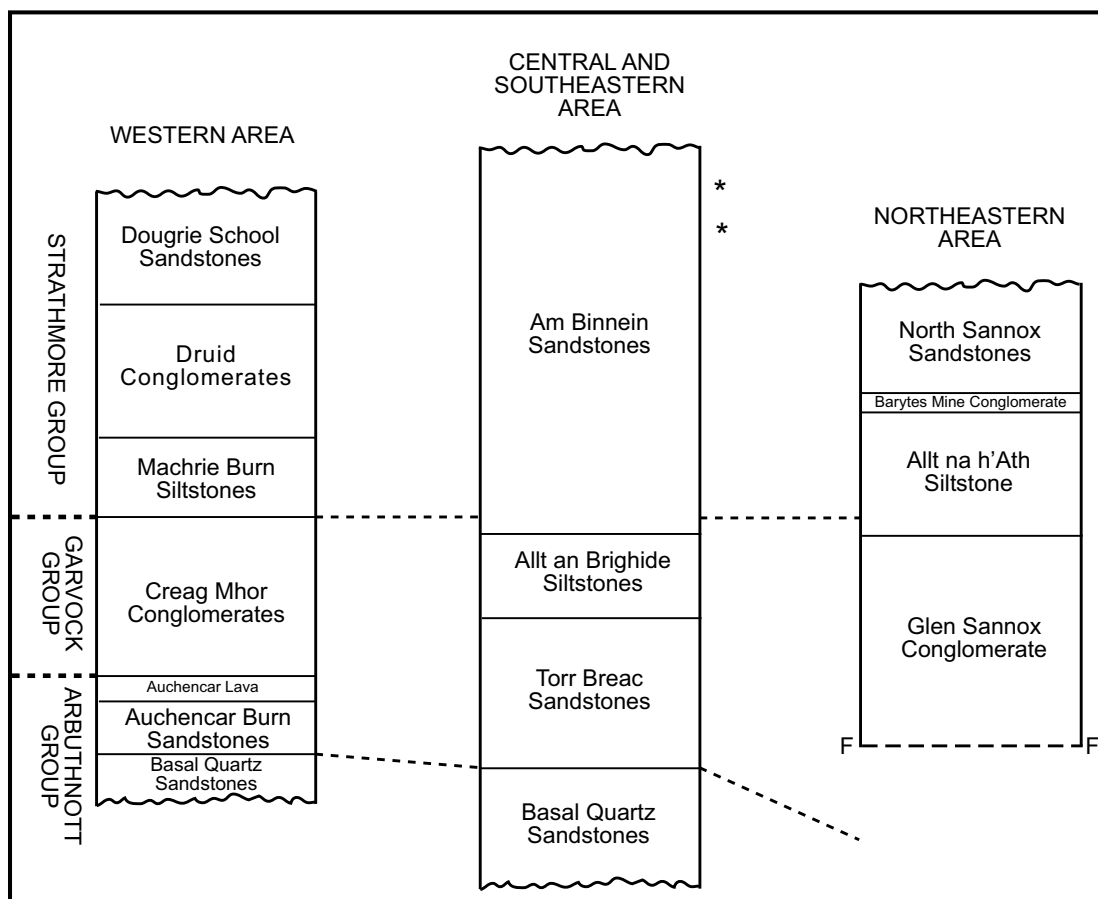 CENTRAL AND
SOUTHEASTERN
AREA
WESTERN AREA
NORTHEASTERN
AREA
STRATHMORE GROUP
GARVOCK
GROUP
ARBUTHNOTT
GROUP
Dougrie School
Sandstones
Druid
Conglomerates
Machrie Burn
Siltstones
Creag Mhor
Conglomerates
Auchencar Lava
Auchencar Burn
Sandstones
Basal Quartz
Sandstones
*
*
Am Binnein
Sandstones
Allt an Brighide
Siltstones
Torr Breac
Sandstones
Basal Quartz
Sandstones
North Sannox
Sandstones
Barytes Mine Conglomerate
Allt na h’Ath
Siltstone
Glen Sannox
Conglomerate
F F